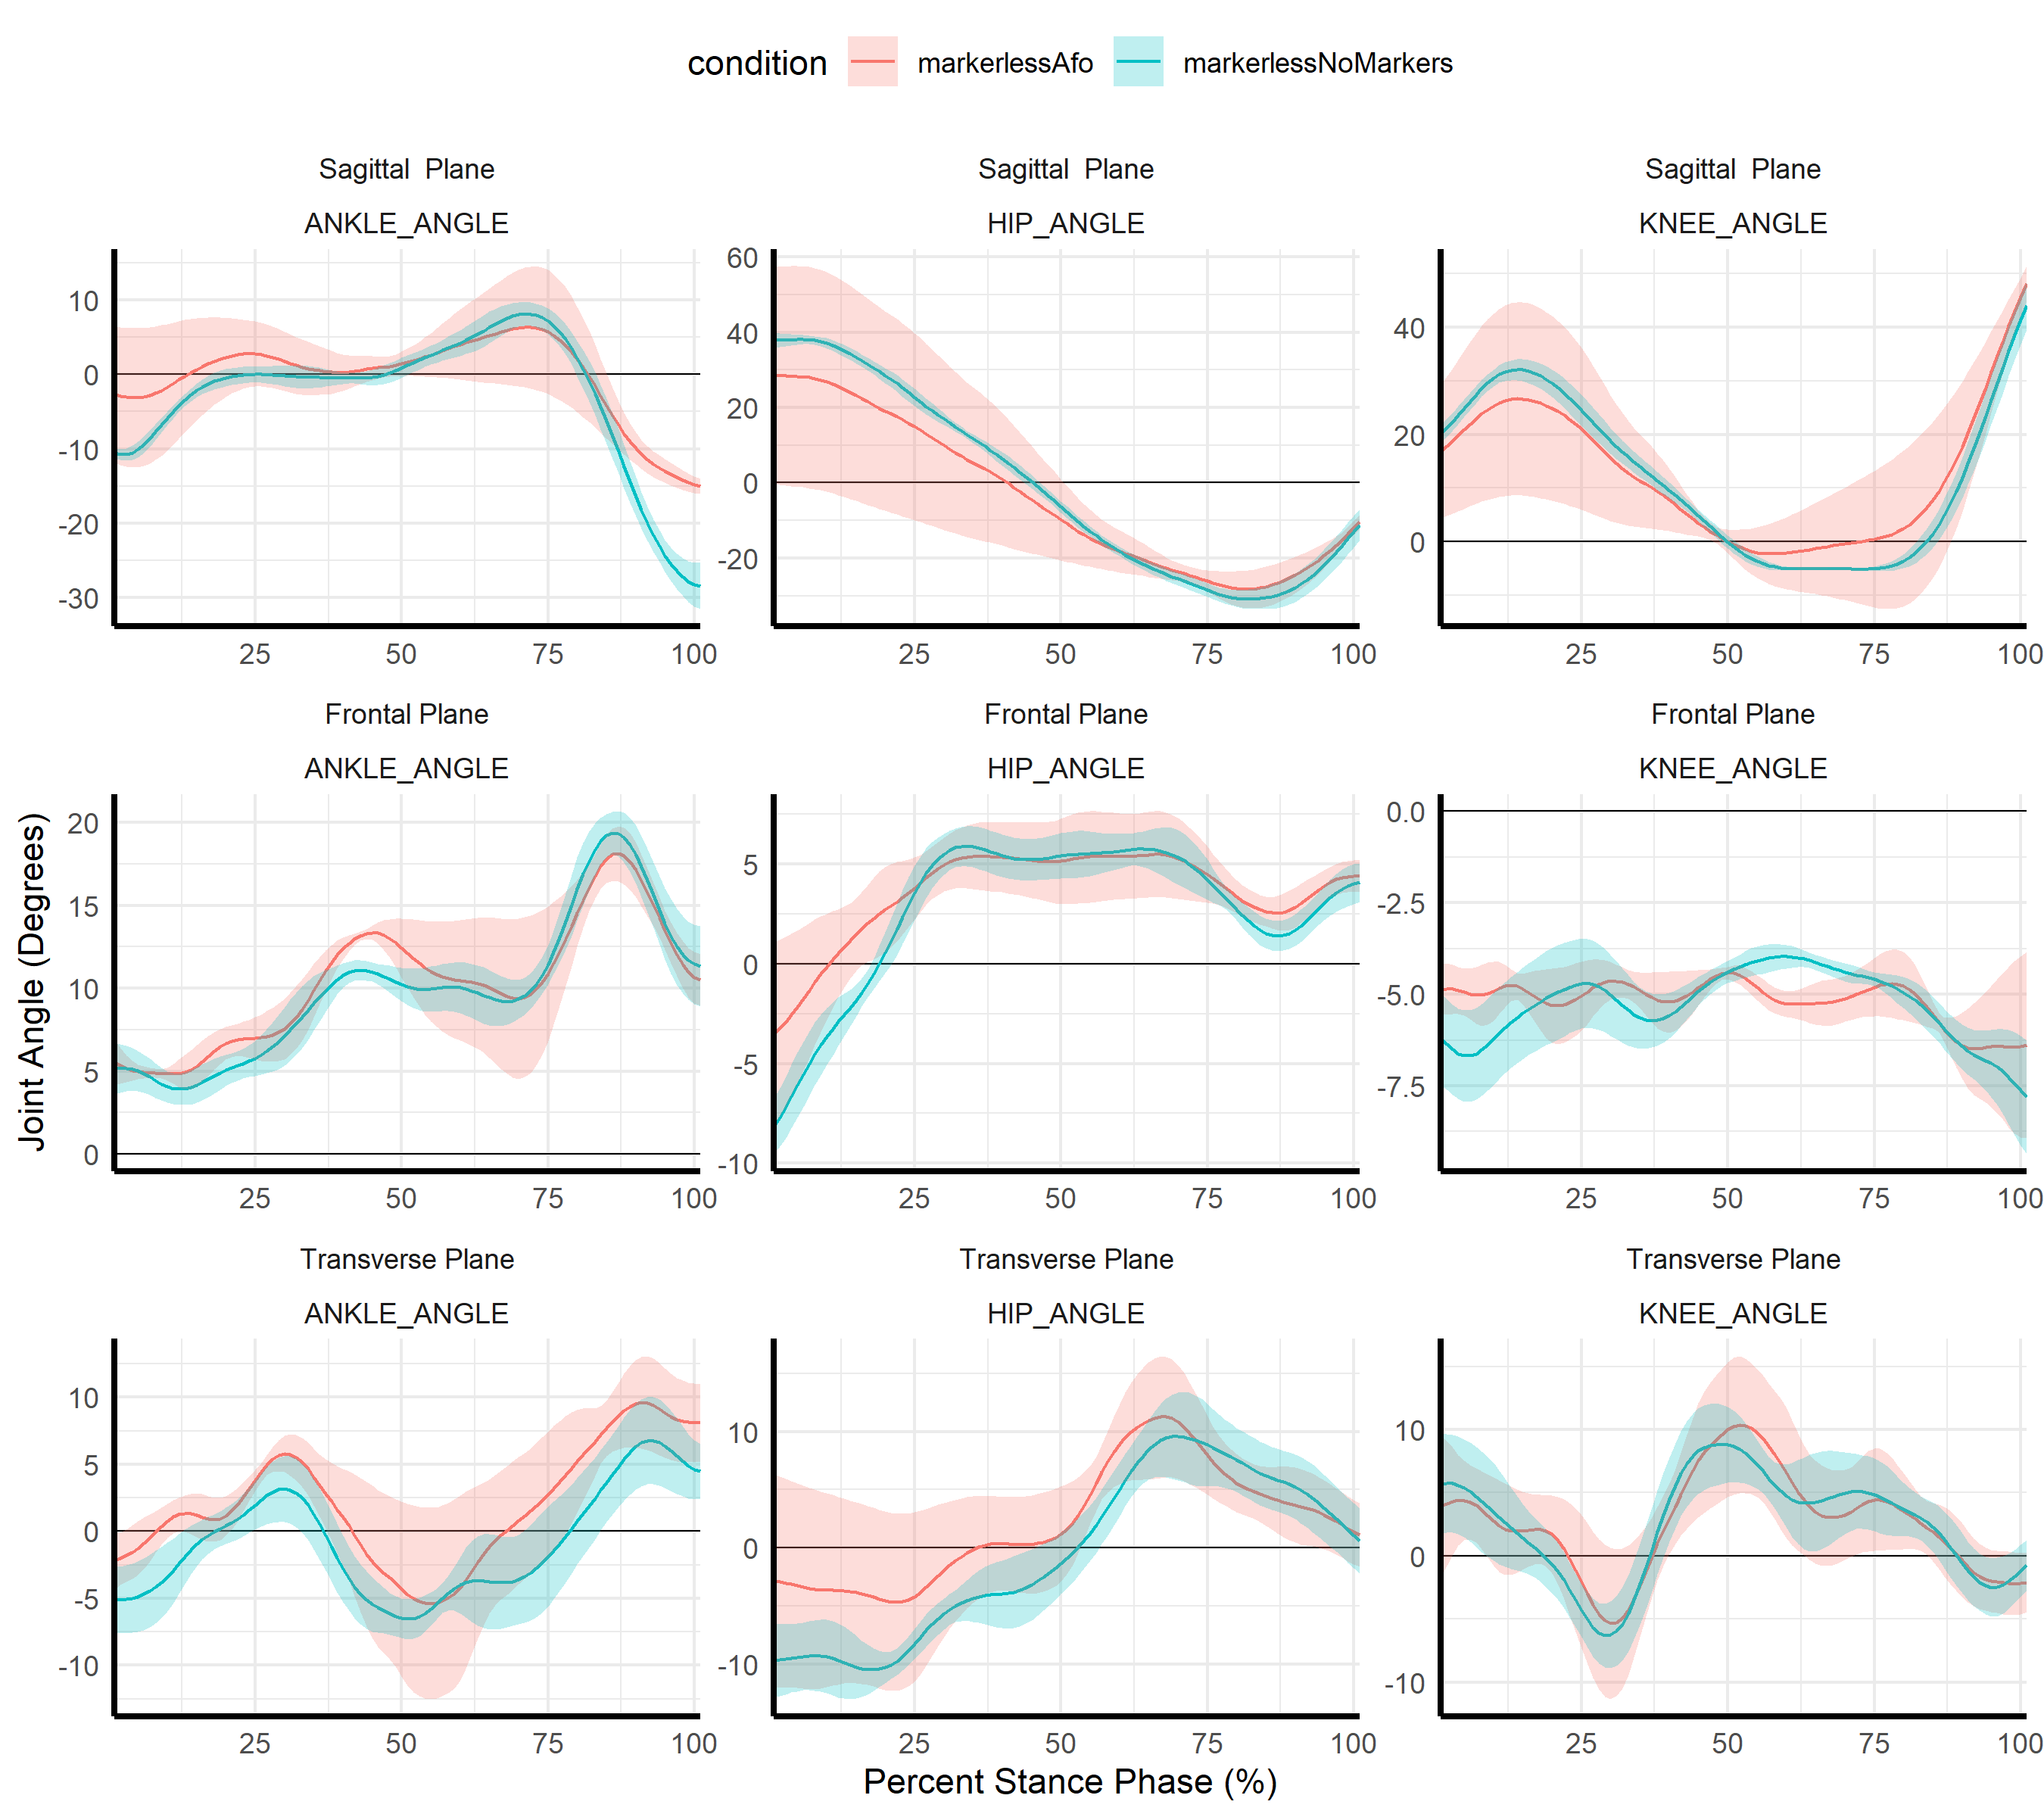 condition markerlessAfo markerlessNoMarkers
Sagittal  Plane Sagittal  Plane Sagittal  Plane
ANKLE_ANGLE HIP_ANGLE KNEE_ANGLE
10
0
-10
-20
-30
25 50 75 100
60
40
20
0
-20
25 50 75 100
40
20
0
25 50 75 100
Frontal Plane Frontal Plane Frontal Plane
ANKLE_ANGLE HIP_ANGLE KNEE_ANGLE
Joint Angle (Degrees)
20
15
10
5
0
25 50 75 100
5
0
-5
-10
25 50 75 100
0.0
-2.5
-5.0
-7.5
25 50 75 100
Transverse Plane Transverse Plane Transverse Plane
ANKLE_ANGLE HIP_ANGLE KNEE_ANGLE
10
5
0
-5
-10
25 50 75 100
10
0
-10
25 50 75 100
10
0
-10
25 50 75 100
Percent Stance Phase (%)